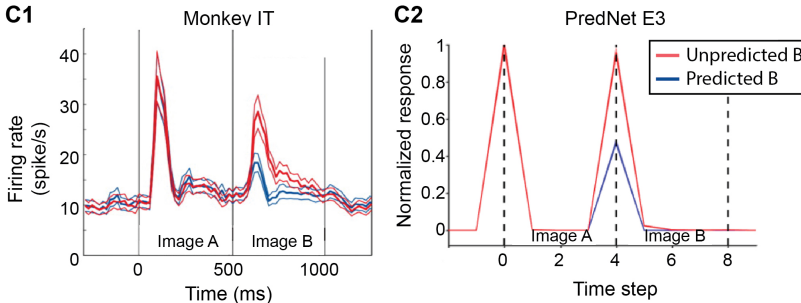 C1
Monkey IT
Firing rate
(spike/s)
40
30
20
10
0
Image A
Image B
0
500
1000
Time (ms)
C2
PredNet E3
Unpredicted B
Predicted B
Normalized response
1
0.8
0.6
0.4
0.2
0
Image A
Image B
0
2
4
6
8
Time step